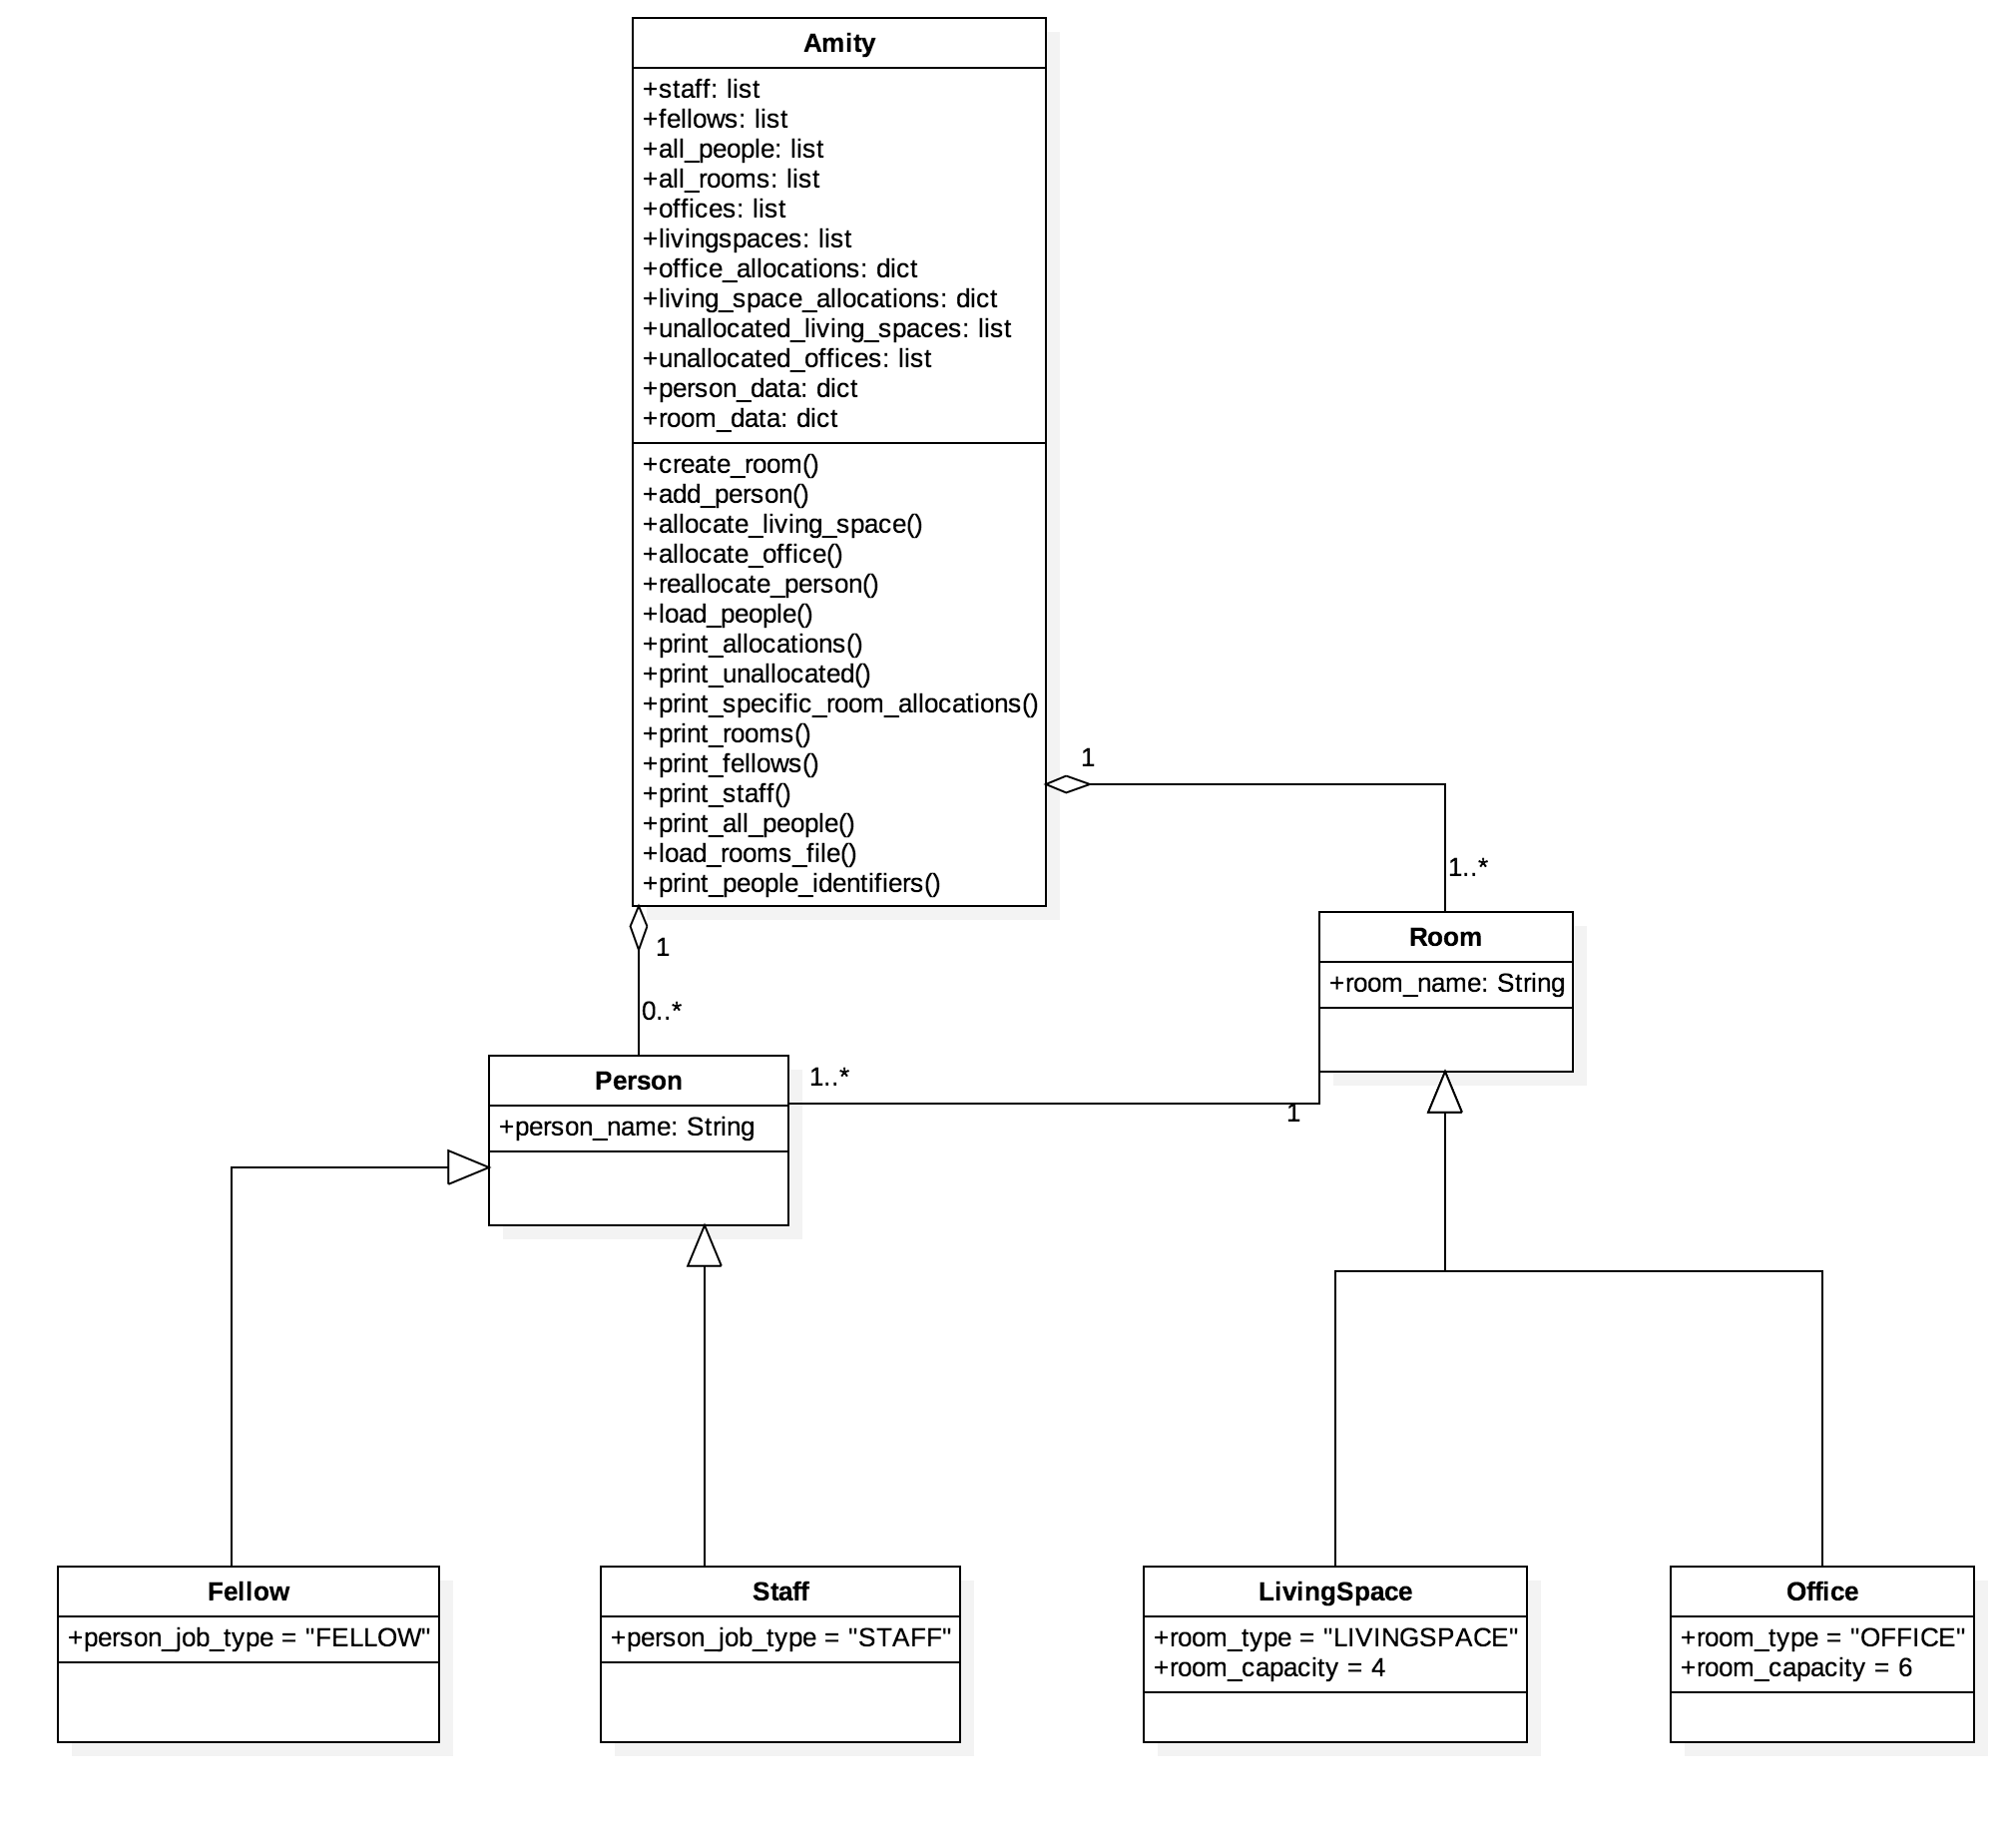 Amity
+staff: list
+fellows: list
+all_people: list
+all_rooms: list
+offices: list
+livingspaces: list
+office_allocations: dict
+living_space_allocations: dict
+unallocated_living_spaces: list
+unallocated_offices: list
+person_data: dict
+room_data: dict
+create_room()
+add_person()
+allocate_living_space()
+allocate_office()
+reallocate_person()
+load_people()
+print_allocations()
+print_unallocated()
+print_specific_room_allocations()
+print_rooms()
+print_fellows()
+print_staff()
+print_all_people()
+load_rooms_file()
+print_people_identifiers()
1
1..*
1
0..*
Room
+room_name: String
Person
+person_name: String
1..*
1
Fellow
+person_job_type = "FELLOW"
Staff
+person_job_type = "STAFF"
LivingSpace
+room_type = "LIVINGSPACE"
+room_capacity = 4
Office
+room_type = "OFFICE"
+room_capacity = 6